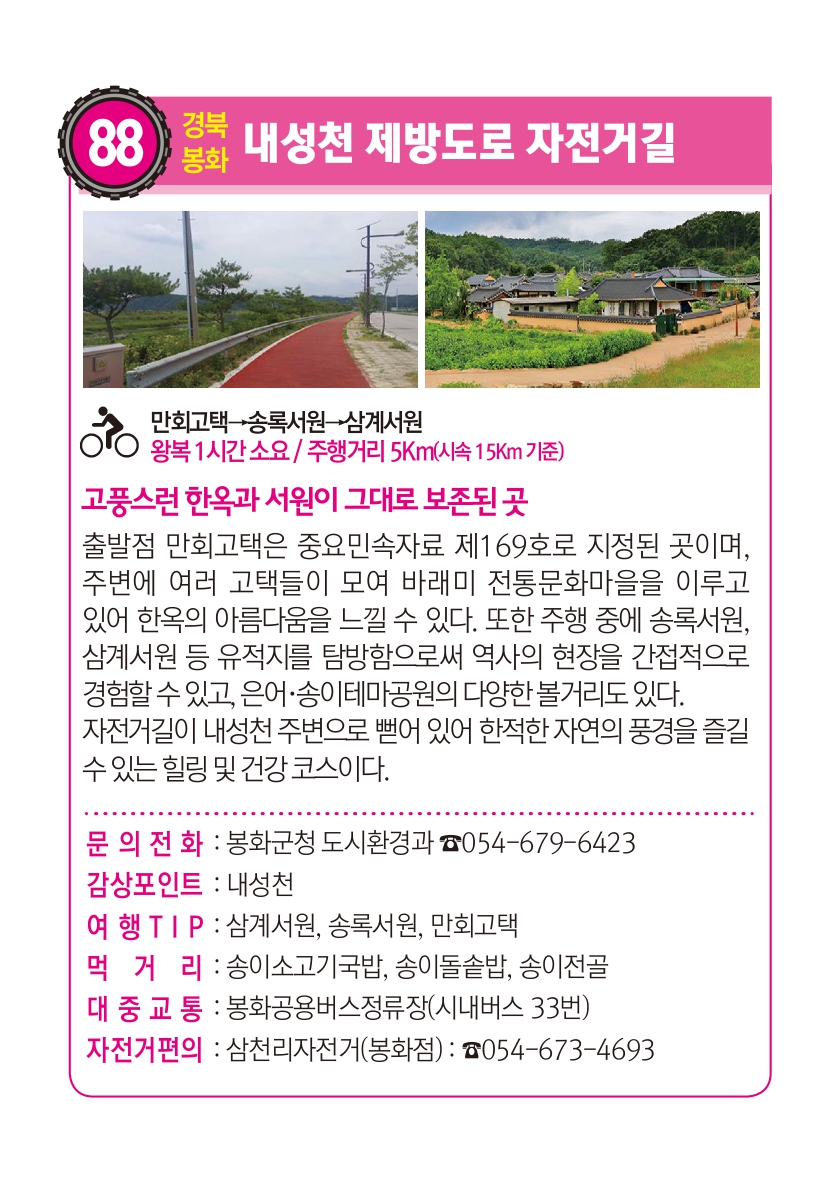 88
경북
봉화
내성천 제방도로 자전거길
만회고택→송록서원→삼계서원
왕복 1시간 소요 / 주행거리 5Km(시속 15Km 기준)
고풍스런 한옥과 서원이 그대로 보존된 곳
출발점 만회고택은 중요민속자료 제169호로 지정된 곳이며,
주변에 여러 고택들이 모여 바래미 전통문화마을을 이루고
있어 한옥의 아름다움을 느낄 수 있다. 또한 주행 중에 송록서원,
삼계서원 등 유적지를 탐방함으로써 역사의 현장을 간접적으로
경험할 수 있고, 은어·송이테마공원의 다양한 볼거리도 있다.
자전거길이 내성천 주변으로 뻗어 있어 한적한 자연의 풍경을 즐길
수 있는 힐링 및 건강 코스이다.
문의전화 : 봉화군청 도시환경과 ☎054-679-6423
감상포인트 : 내성천
여행TIP : 삼계서원, 송록서원, 만회고택
먹거리 : 송이소고기국밥, 송이돌솥밥, 송이전골
대중교통 : 봉화공용버스정류장(시내버스 33번)
자전거편의 : 삼천리자전거(봉화점) : ☎054-673-4693